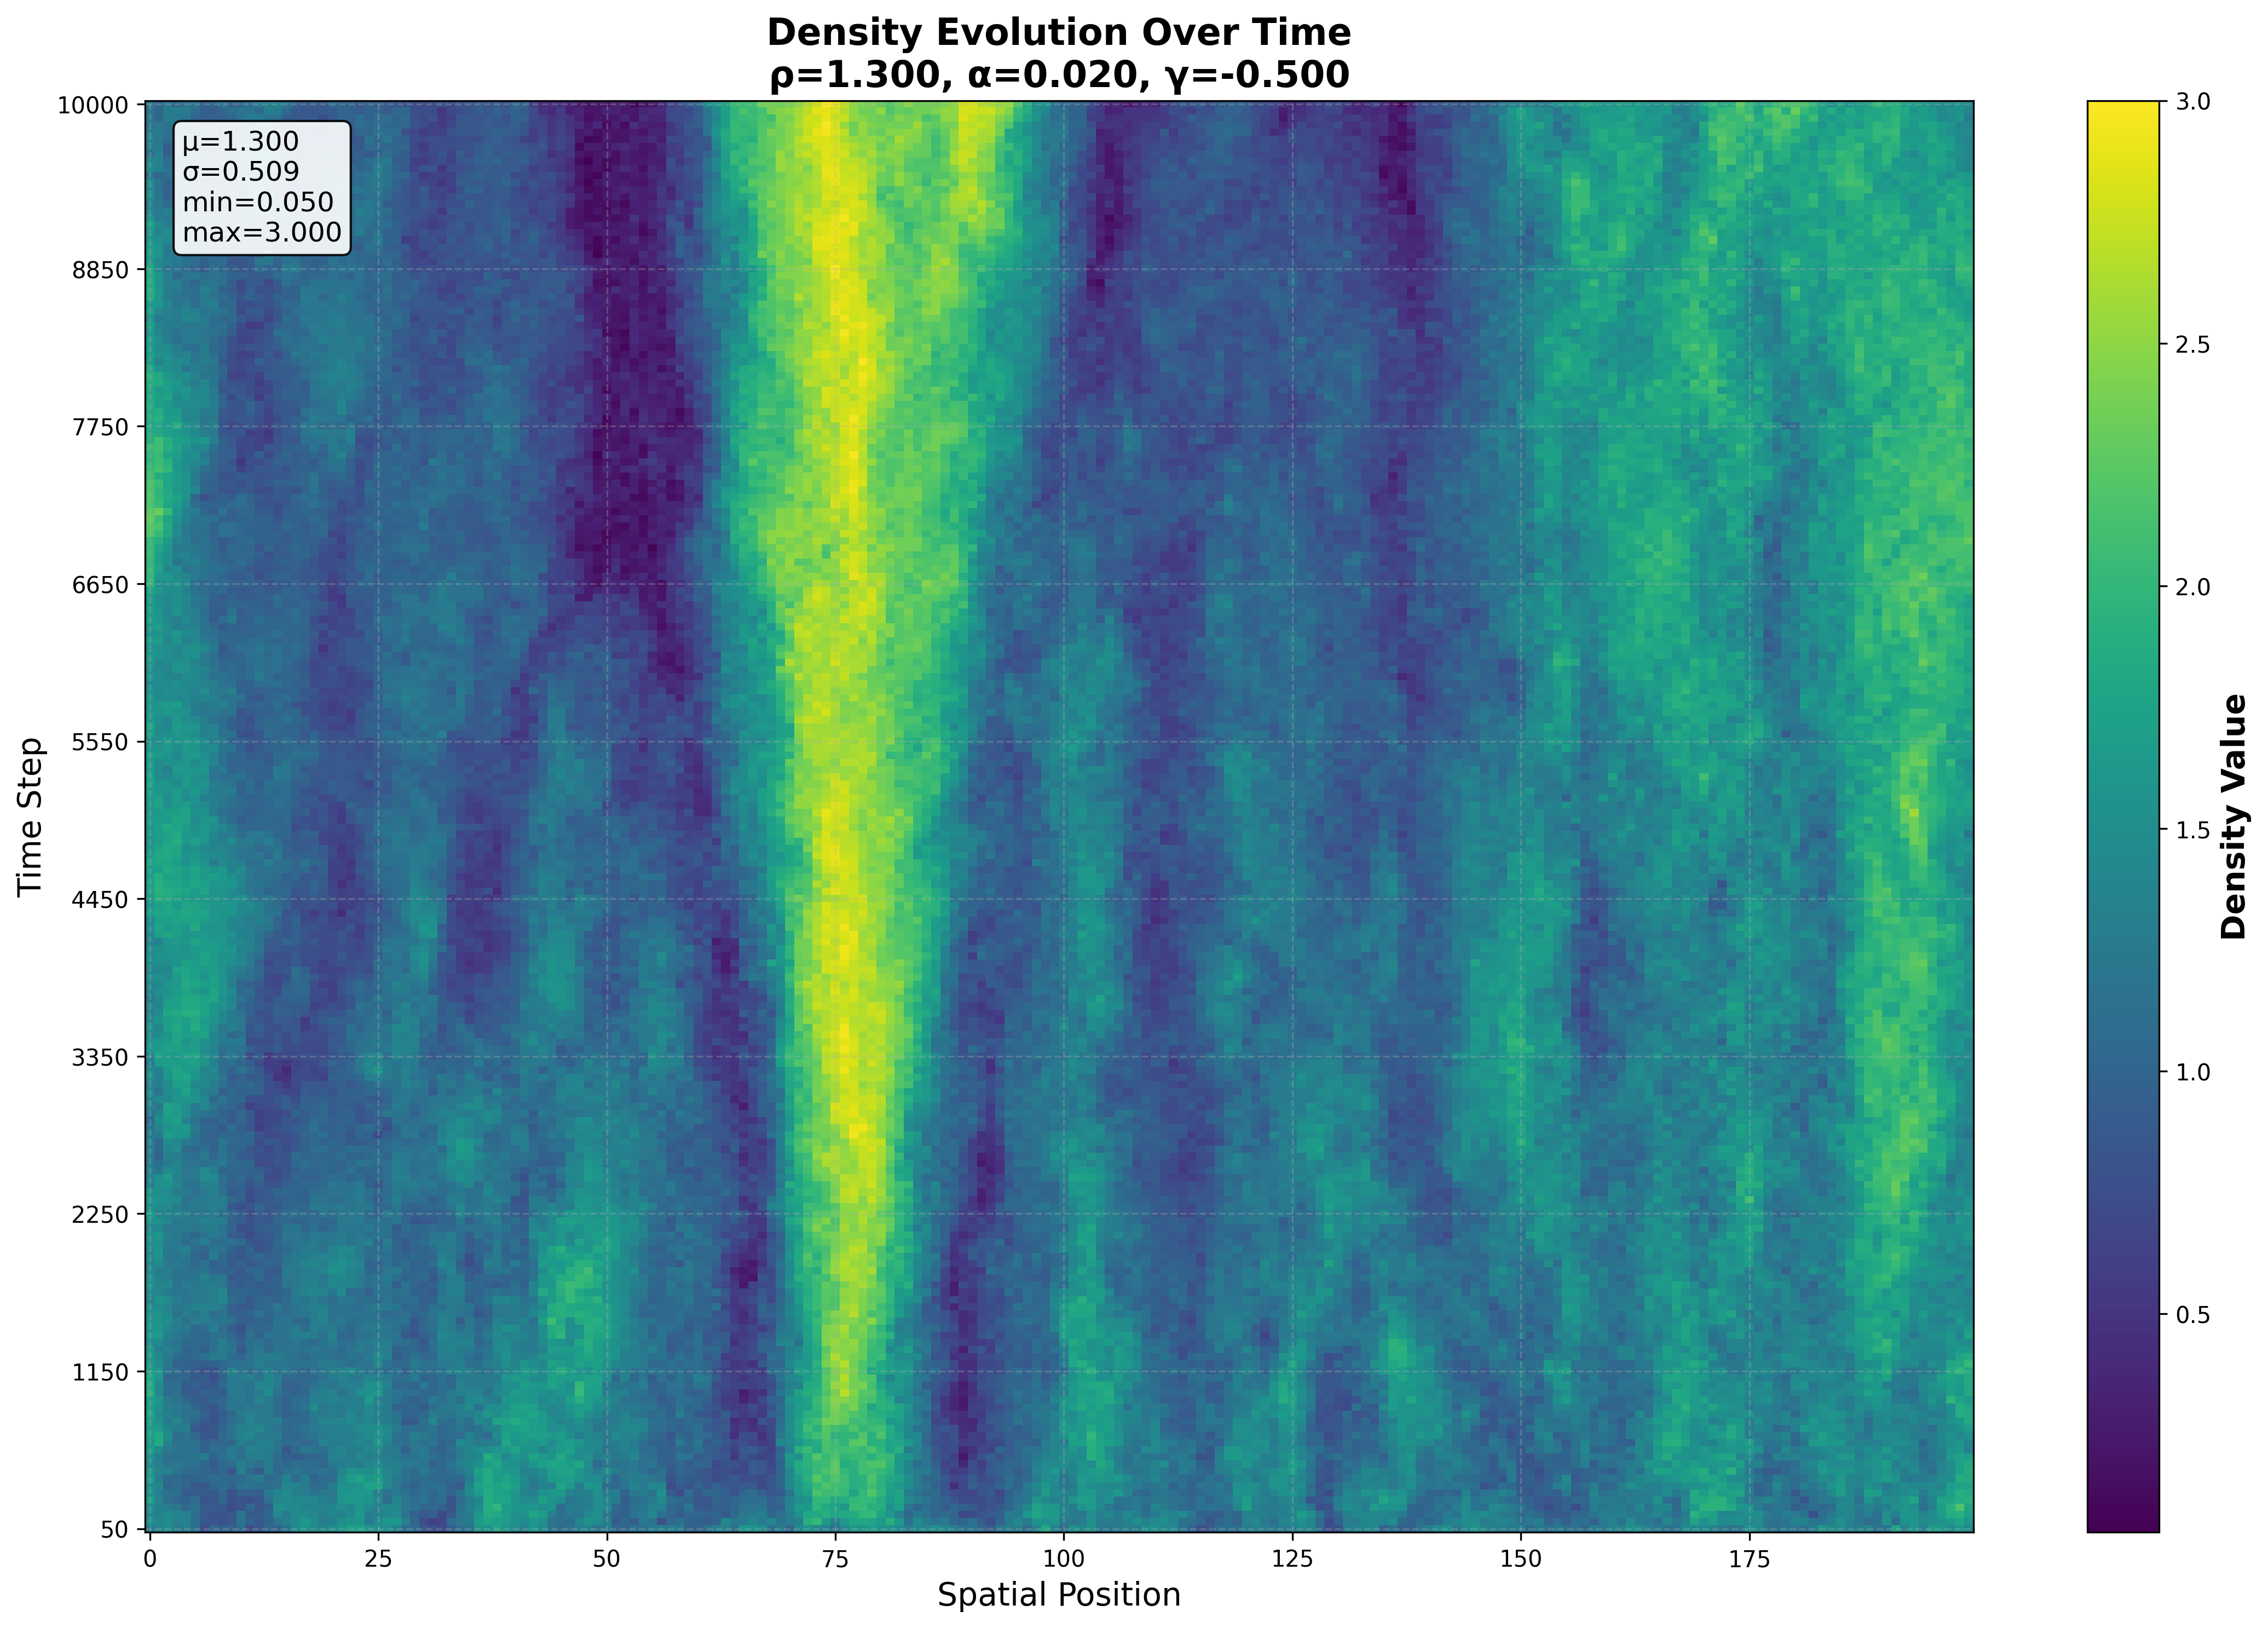 Density Evolution Over Time
ρ=1.300, α=0.020, γ=-0.500
μ=1.300
σ=0.509
min=0.050
max=3.000
Time Step
10000
8850
7750
6650
5550
4450
3350
2250
1150
50
0 25 50 75 100 125 150 175
Spatial Position
3.0
2.5
2.0
1.5
1.0
0.5
Density Value